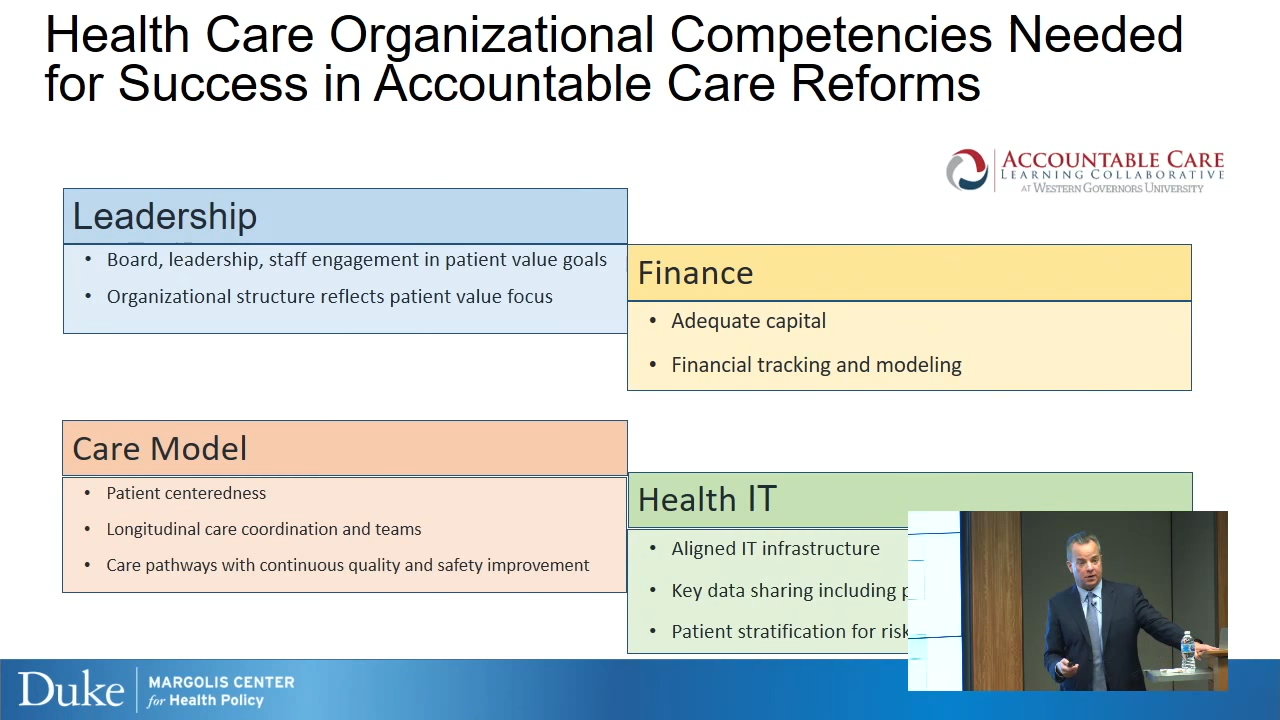 Health Care Organizational Competencies Needed
for Success in Accountable Care Reforms
ACCOUNTABLE CARE
LEARNING COLLABORATIVE
AT WESTERN GOVERNORS UNIVERSITY
Leadership
• Board, leadership, staff engagement in patient value goals
• Organizational structure reflects patient value focus
Finance
• Adequate capital
• Financial tracking and modeling
Care Model
• Patient centeredness
• Longitudinal care coordination and teams
• Care pathways with continuous quality and safety improvement
Health IT
• Aligned IT infrastructure
• Key data sharing including
• Patient stratification for risk
Duke
MARGOLIS CENTER
for Health Policy